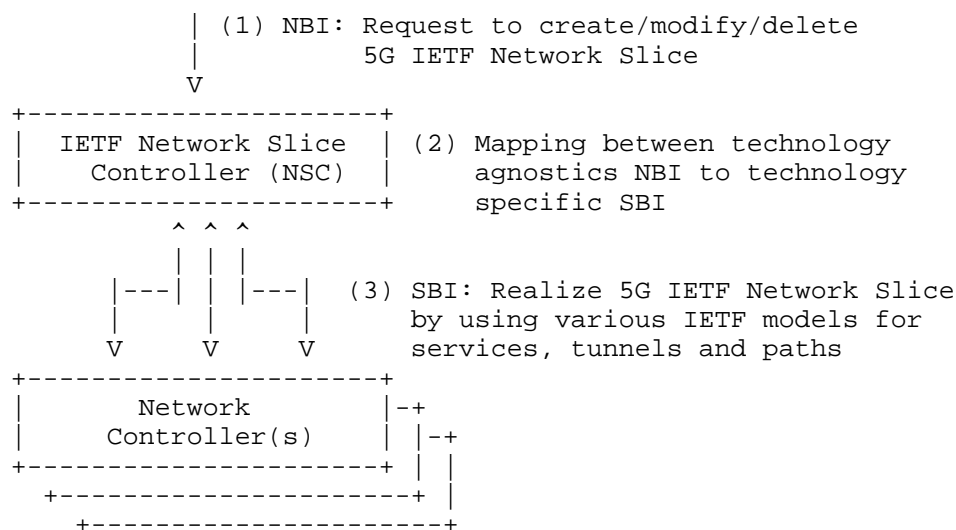 (1) NBI: Request to create/modify/delete
5G IETF Network Slice
IETF Network Slice
Controller (NSC)
(2) Mapping between technology
agnostics NBI to technology
specific SBI
(3) SBI: Realize 5G IETF Network Slice
by using various IETF models for
services, tunnels and paths
Network
Controller(s)